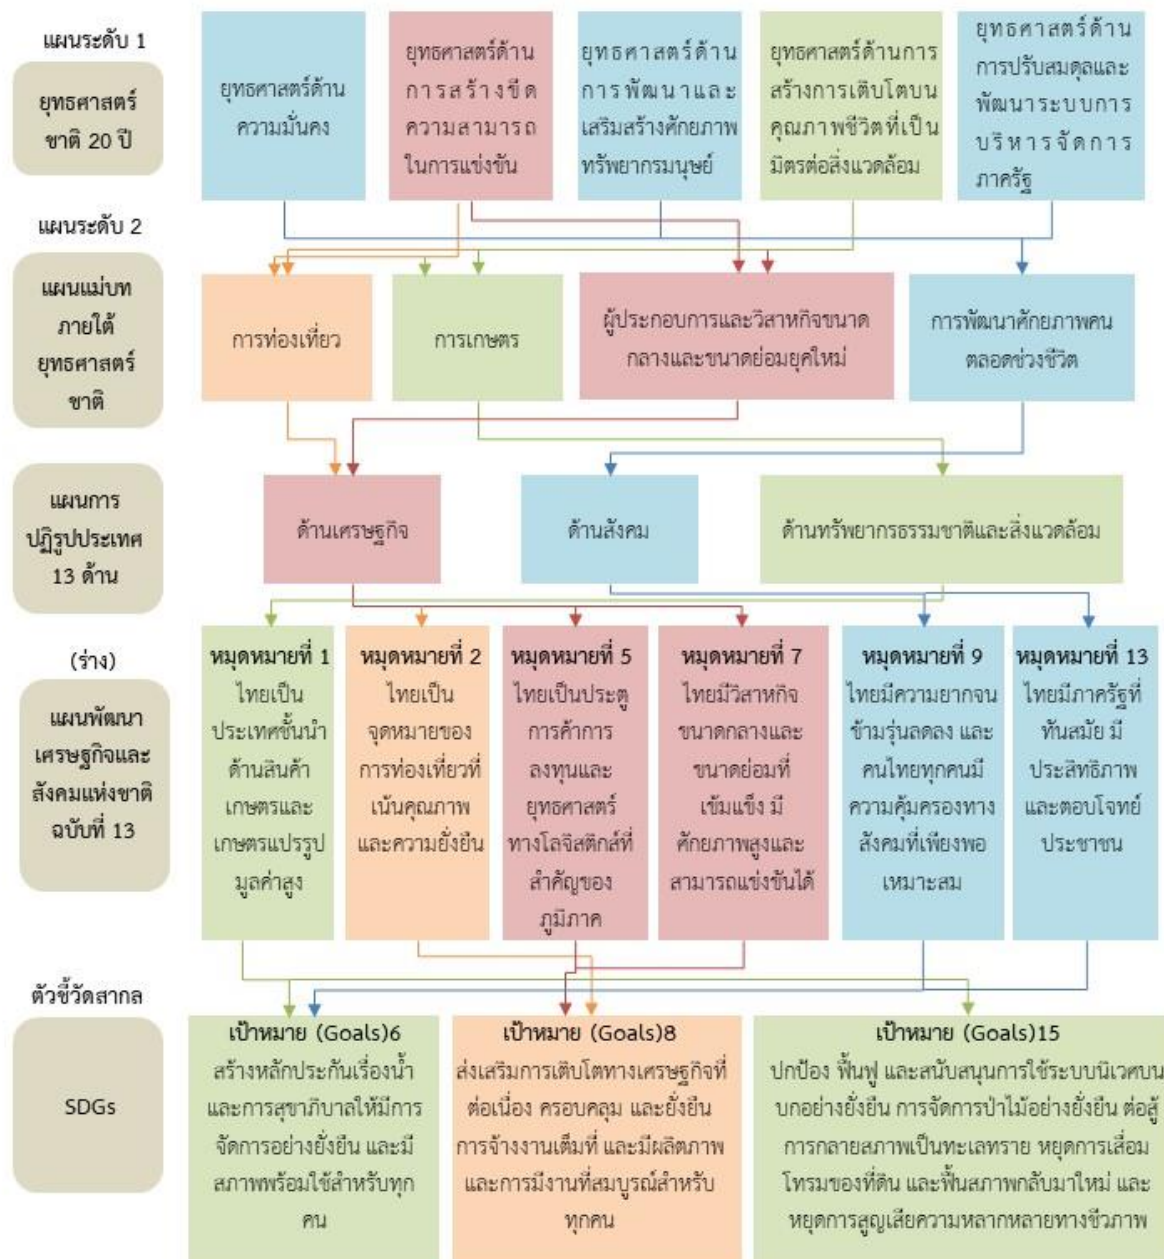 แผนระดับ 1
ยุทธศาสตร์
ชาติ 20 ปี
ยุทธศาสตร์ด้าน
ความมั่นคง
ยุทธศาสตร์ด้าน
การสร้างขีด
ความสามารถ
ในการแข่งขัน
ยุทธศาสตร์ด้าน
การพัฒนาและ
เสริมสร้างศักยภาพ
ทรัพยากรมนุษย์
ยุทธศาสตร์ด้านการ
สร้างการเติบโตบน
คุณภาพชีวิตที่เป็น
มิตรต่อสิ่งแวดล้อม
ยุทธศาสตร์ด้าน
การปรับสมดุลและ
พัฒนาระบบการ
บริหารจัดการ
ภาครัฐ
แผนระดับ 2
แผนแม่บท
ภายใต้
ยุทธศาสตร์
ชาติ
การท่องเที่ยว
การเกษตร
ผู้ประกอบการและวิสาหกิจขนาด
กลางและขนาดย่อมยุคใหม่
การพัฒนาศักยภาพคน
ตลอดช่วงชีวิต
แผนการ
ปฏิรูปประเทศ
13 ด้าน
ด้านเศรษฐกิจ
ด้านสังคม
ด้านทรัพยากรธรรมชาติและสิ่งแวดล้อม
(ร่าง)
แผนพัฒนา
เศรษฐกิจและ
สังคมแห่งชาติ
ฉบับที่ 13
หมุดหมายที่ 1
ไทยเป็น
ประเทศชั้นนำ
ด้านสินค้า
เกษตรและ
เกษตรแปรรูป
มูลค่าสูง
หมุดหมายที่ 2
ไทยเป็น
จุดหมายของ
การท่องเที่ยวที่
เน้นคุณภาพ
และความยั่งยืน
หมุดหมายที่ 5
ไทยเป็นประตู
การค้าการ
ลงทุนและ
ยุทธศาสตร์
ทางโลจิสติกส์ที่
สำคัญของ
ภูมิภาค
หมุดหมายที่ 7
ไทยมีวิสาหกิจ
ขนาดกลางและ
ขนาดย่อมที่
เข้มแข็ง มี
ศักยภาพสูงและ
สามารถแข่งขันได้
หมุดหมายที่ 9
ไทยมีความยากจน
ข้ามรุ่นลดลง และ
คนไทยทุกคนมี
ความคุ้มครองทาง
สังคมที่เพียงพอ
เหมาะสม
หมุดหมายที่ 13
ไทยมีภาครัฐที่
ทันสมัย มี
ประสิทธิภาพ
และตอบโจทย์
ประชาชน
ตัวชี้วัดสากล
SDGs
เป้าหมาย (Goals)6
สร้างหลักประกันเรื่องน้ำ
และการสุขาภิบาลให้มีการ
จัดการอย่างยั่งยืน และมี
สภาพพร้อมใช้สำหรับทุก
คน
เป้าหมาย (Goals)8
ส่งเสริมการเติบโตทางเศรษฐกิจที่
ต่อเนื่อง ครอบคลุม และยั่งยืน
การจ้างงานเต็มที่ และมีผลิตภาพ
และการมีงานที่สมบูรณ์สำหรับ
ทุกคน
เป้าหมาย (Goals)15
ปกป้อง ฟื้นฟู และสนับสนุนการใช้ระบบนิเวศบน
บกอย่างยั่งยืน การจัดการป่าไม้อย่างยั่งยืน ต่อสู้
การกลายสภาพเป็นทะเลทราย หยุดการเสื่อม
โทรมของที่ดิน และฟื้นสภาพกลับมาใหม่ และ
หยุดการสูญเสียความหลากหลายทางชีวภาพ